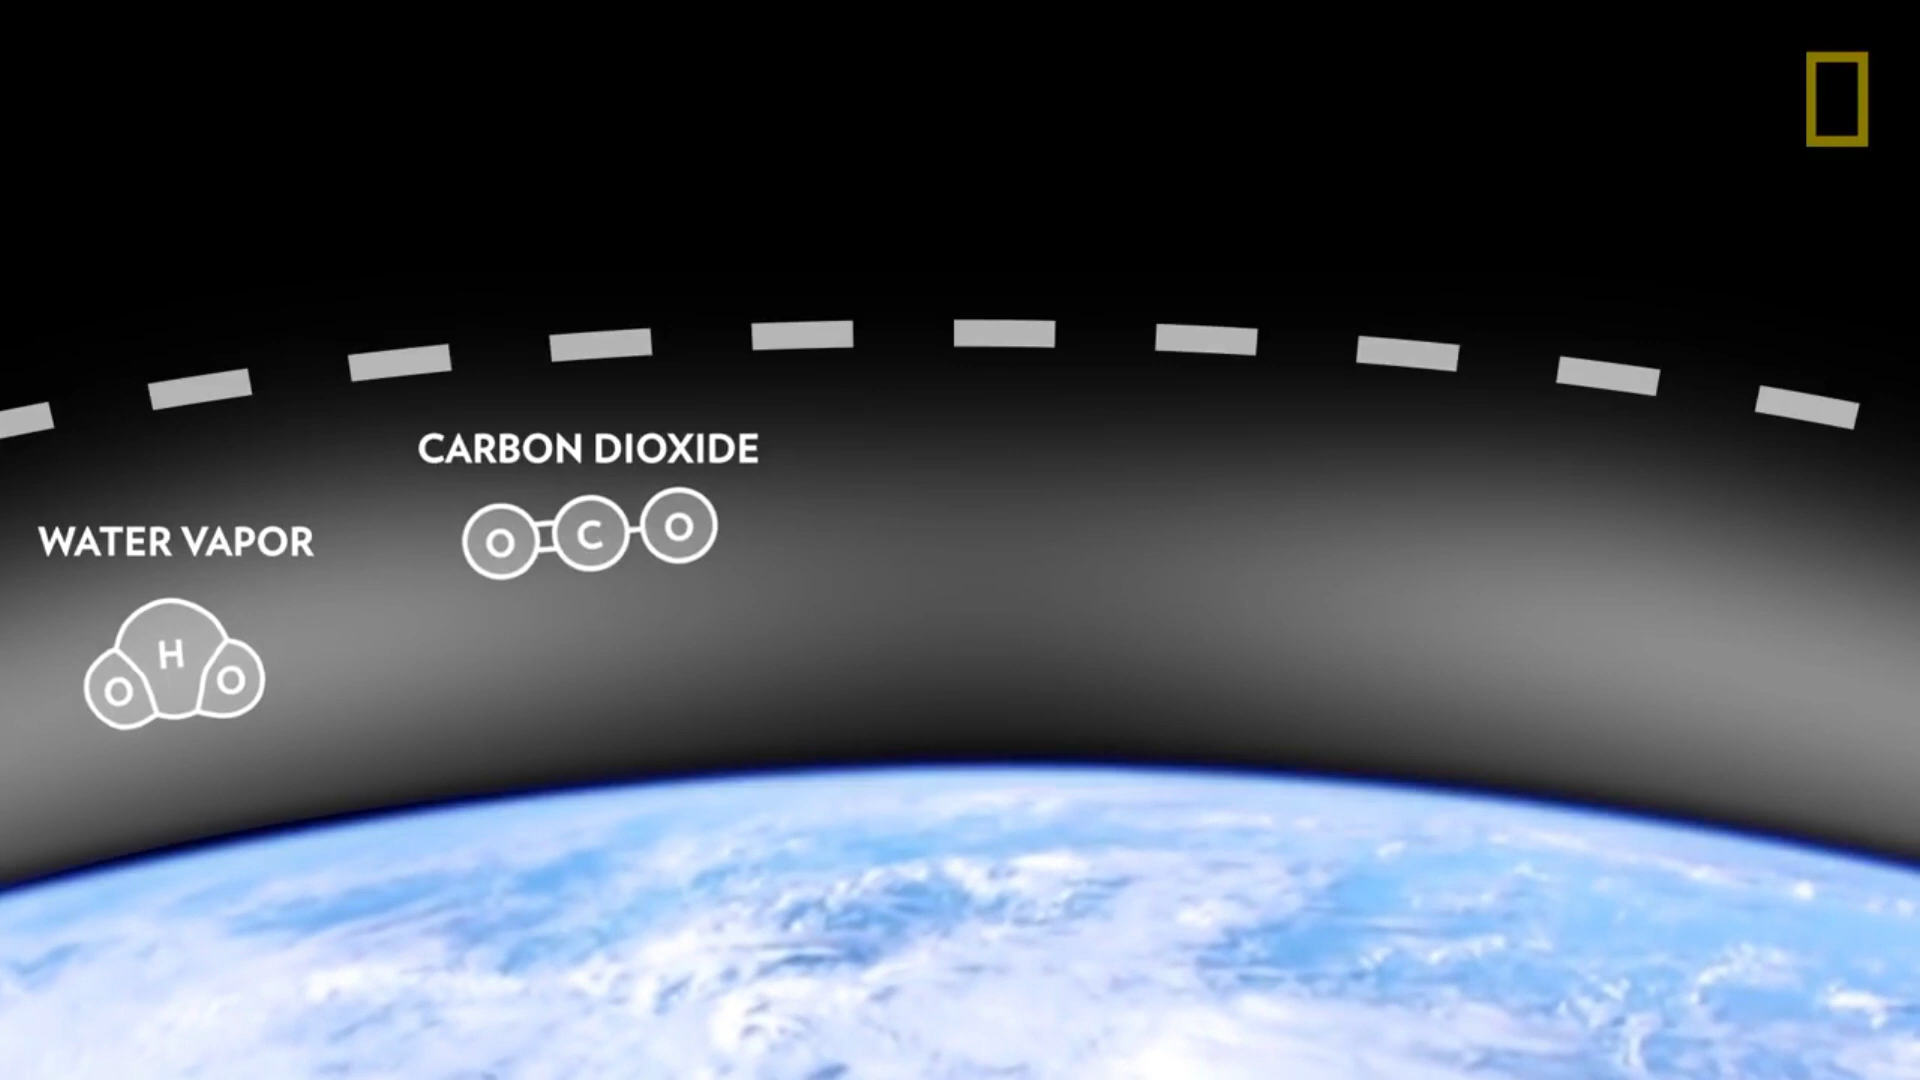 CARBON DIOXIDE
O C O
WATER VAPOR
H
O O